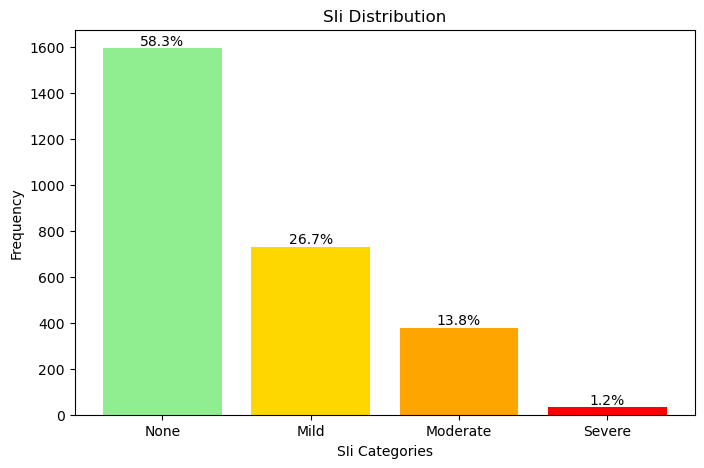 SIi Distribution
1600
1400
1200
1000
800
600
400
200
0
Frequency
58.3%
26.7%
13.8%
1.2%
None
Mild
Moderate
Severe
SIi Categories